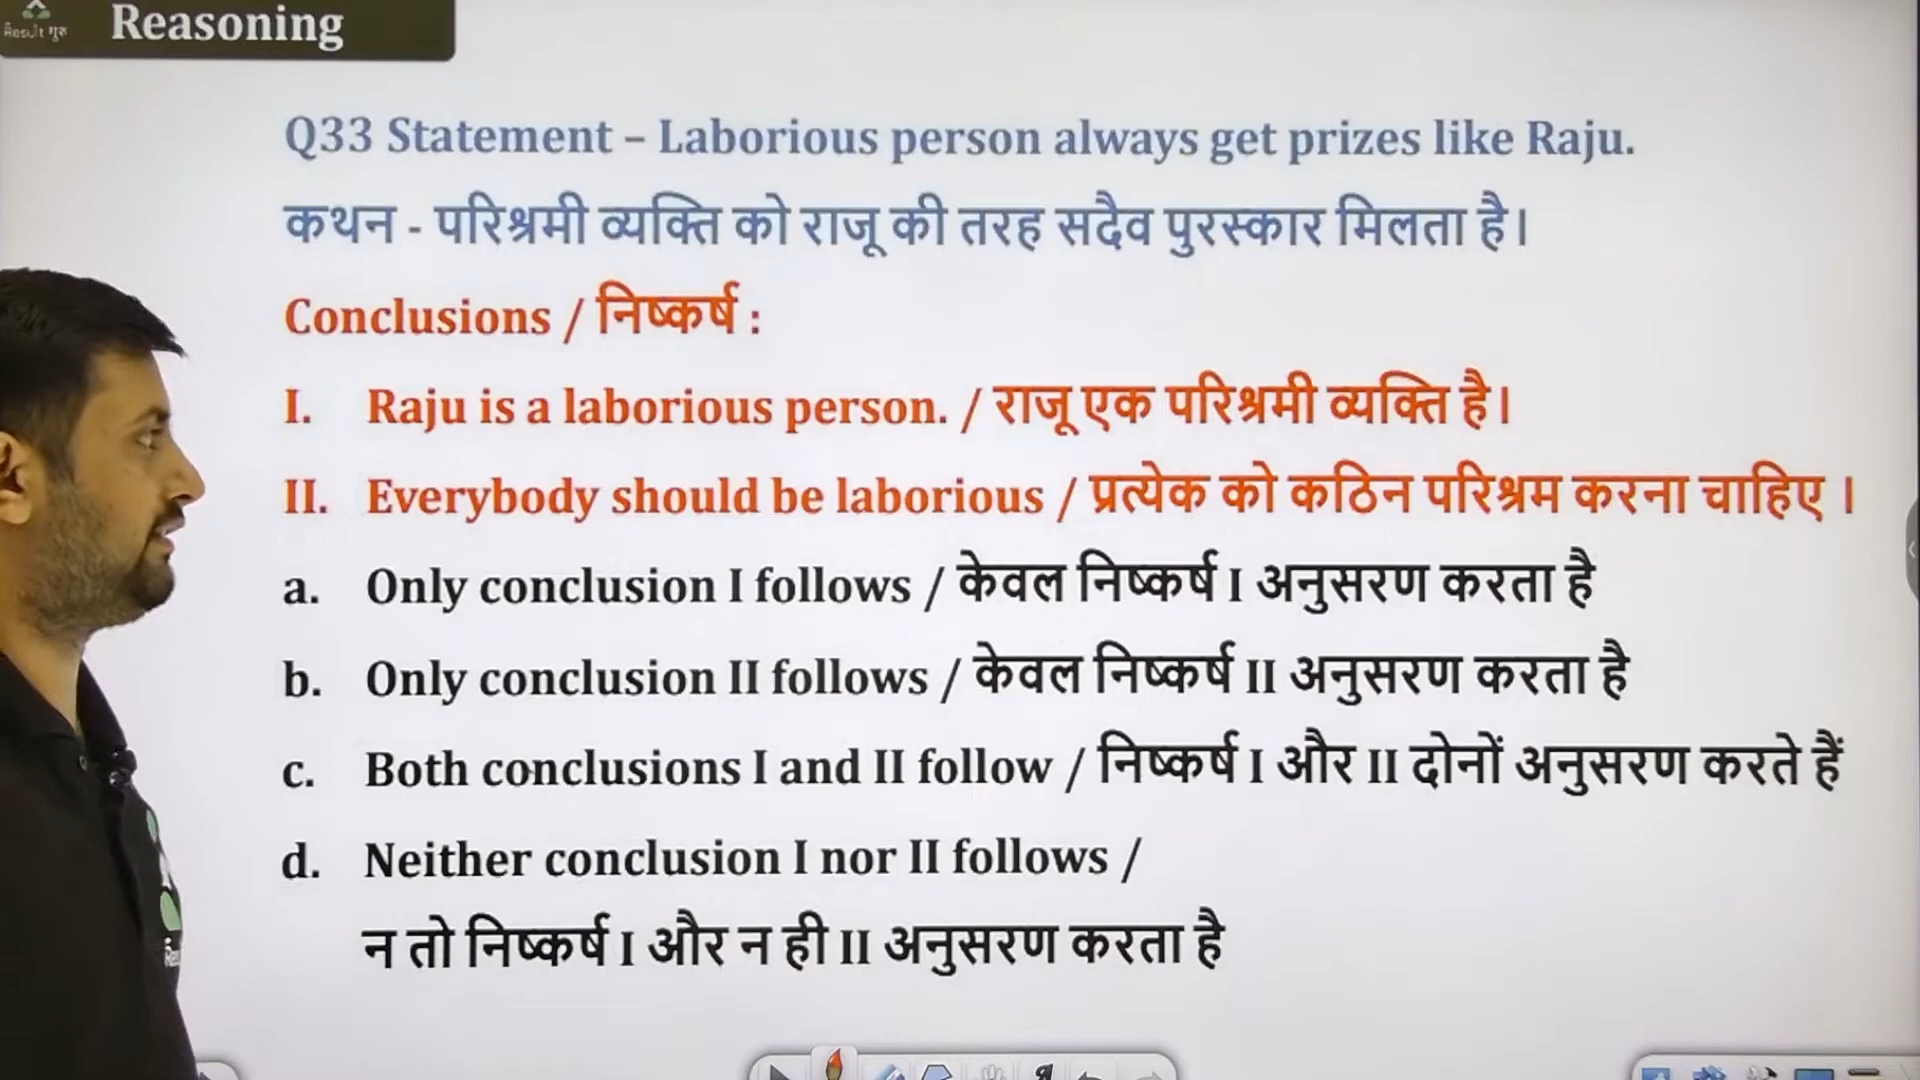 Result गुरु
Reasoning
Q33 Statement – Laborious person always get prizes like Raju.
कथन - परिश्रमी व्यक्ति को राजू की तरह सदैव पुरस्कार मिलता है।
Conclusions / निष्कर्ष :
I. Raju is a laborious person. / राजू एक परिश्रमी व्यक्ति है।
II. Everybody should be laborious / प्रत्येक को कठिन परिश्रम करना चाहिए ।
a. Only conclusion I follows / केवल निष्कर्ष I अनुसरण करता है
b. Only conclusion II follows / केवल निष्कर्ष II अनुसरण करता है
c. Both conclusions I and II follow / निष्कर्ष I और II दोनों अनुसरण करते हैं
d. Neither conclusion I nor II follows /
न तो निष्कर्ष I और न ही II अनुसरण करता है